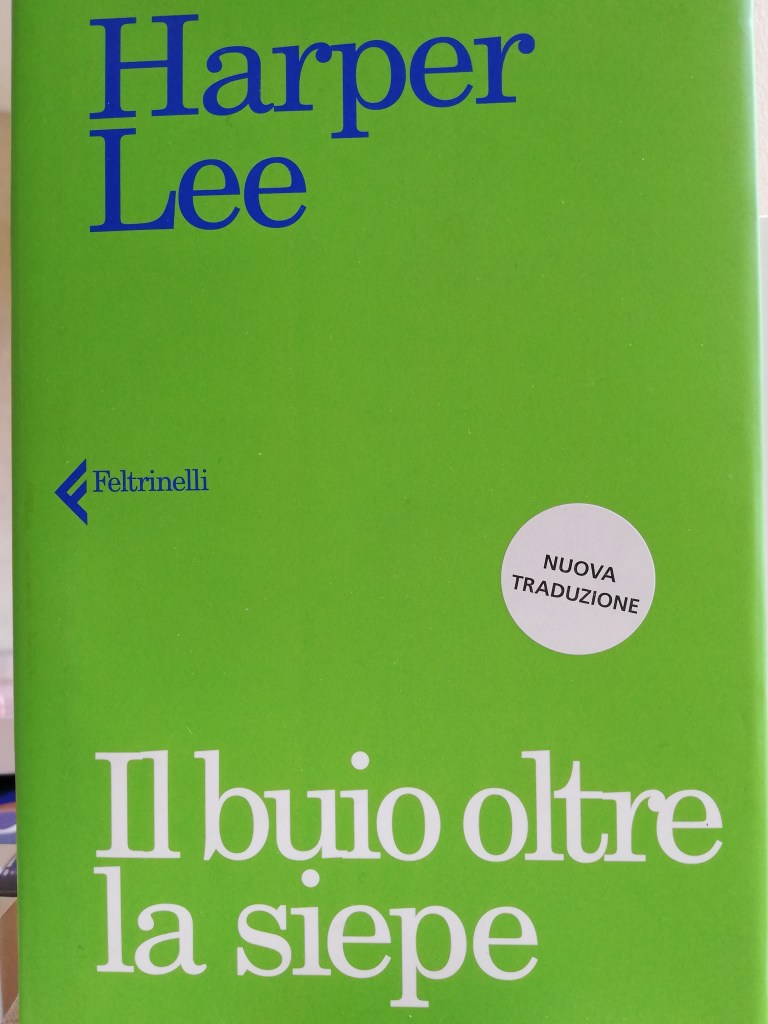 Harper
Lee
Feltrinelli
NUOVA
TRADUZIONE
Il buio oltre
la siepe